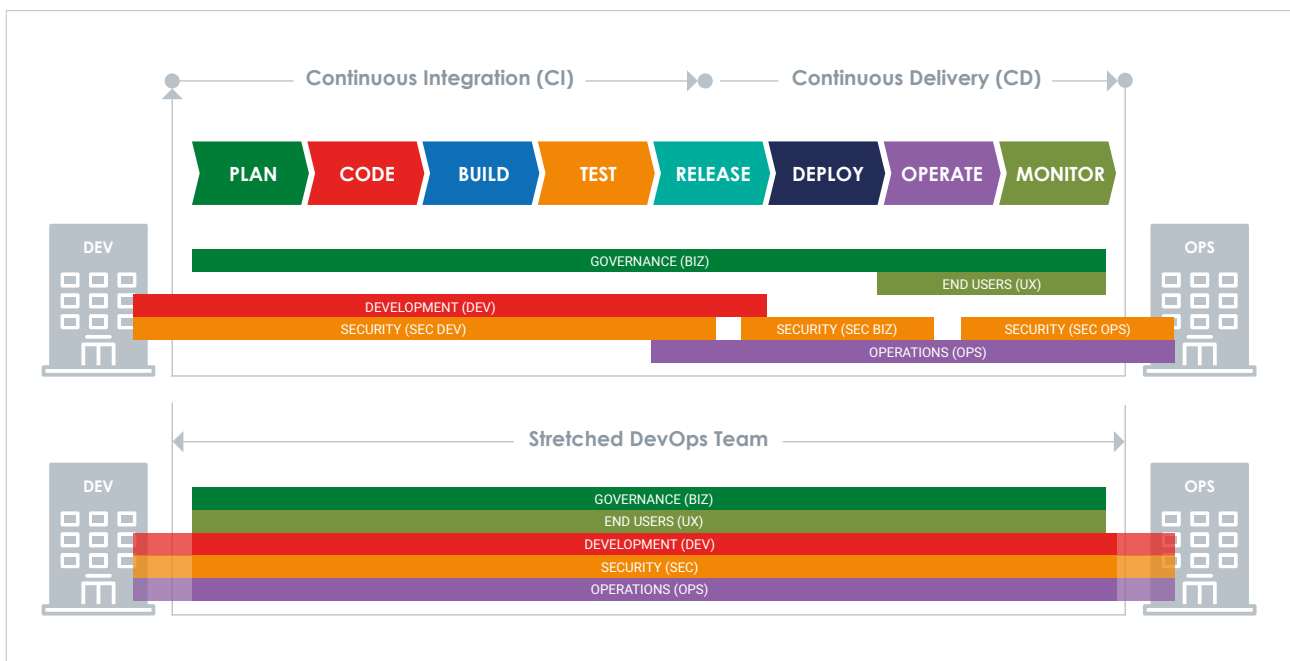 Continuous Integration (CI)
Continuous Delivery (CD)
PLAN
CODE
BUILD
TEST
RELEASE
DEPLOY
OPERATE
MONITOR
DEV
OPS
GOVERNANCE (BIZ)
END USERS (UX)
DEVELOPMENT (DEV)
SECURITY (SEC DEV)
SECURITY (SEC BIZ)
SECURITY (SEC OPS)
OPERATIONS (OPS)
Stretched DevOps Team
DEV
OPS
GOVERNANCE (BIZ)
END USERS (UX)
DEVELOPMENT (DEV)
SECURITY (SEC)
OPERATIONS (OPS)